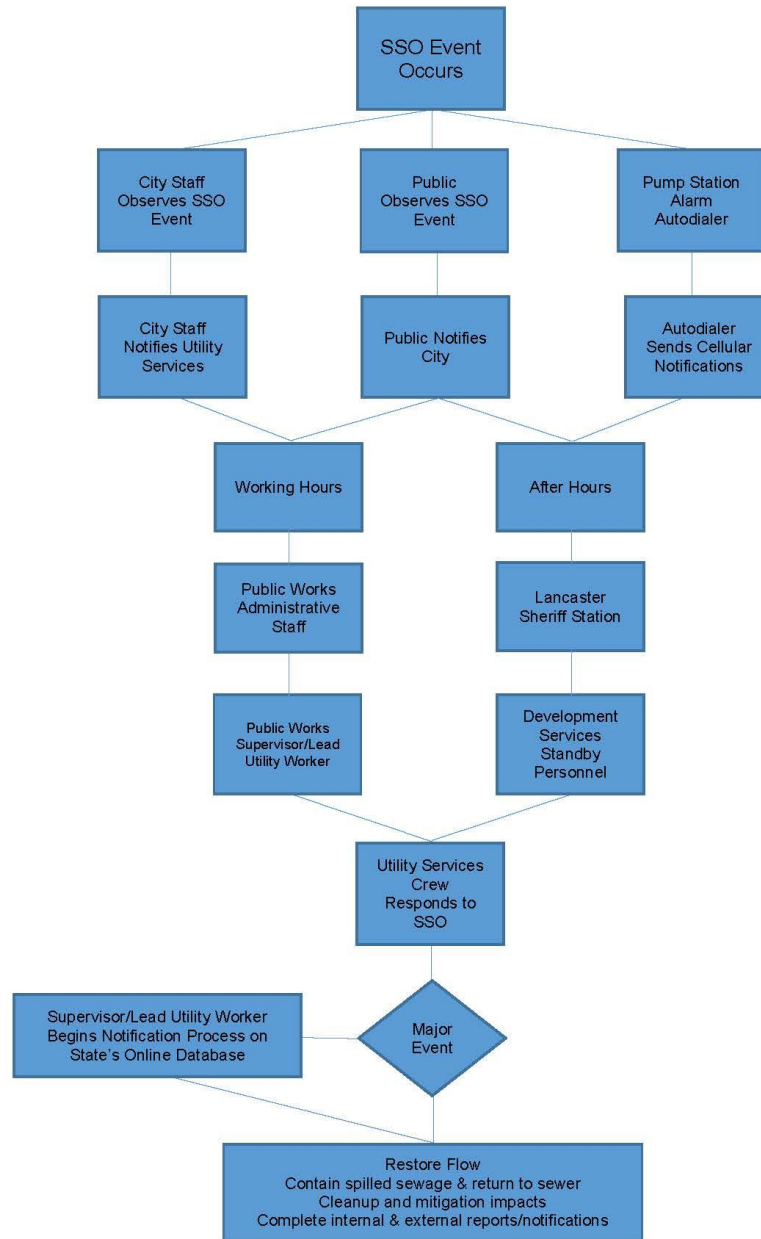 SSO Event
Occurs
City Staff
Observes SSO
Event
Public
Observes SSO
Event
Pump Station
Alarm
Autodialer
City Staff
Notifies Utility
Services
Public Notifies
City
Autodialer
Sends Cellular
Notifications
Working Hours
After Hours
Public Works
Administrative
Staff
Lancaster
Sheriff Station
Public Works
Supervisor/Lead
Utility Worker
Development
Services
Standby
Personnel
Utility Services
Crew
Responds to
SSO
Supervisor/Lead Utility Worker
Begins Notification Process on
State's Online Database
Major
Event
Restore Flow
Contain spilled sewage & return to sewer
Cleanup and mitigation impacts
Complete internal & external reports/notifications